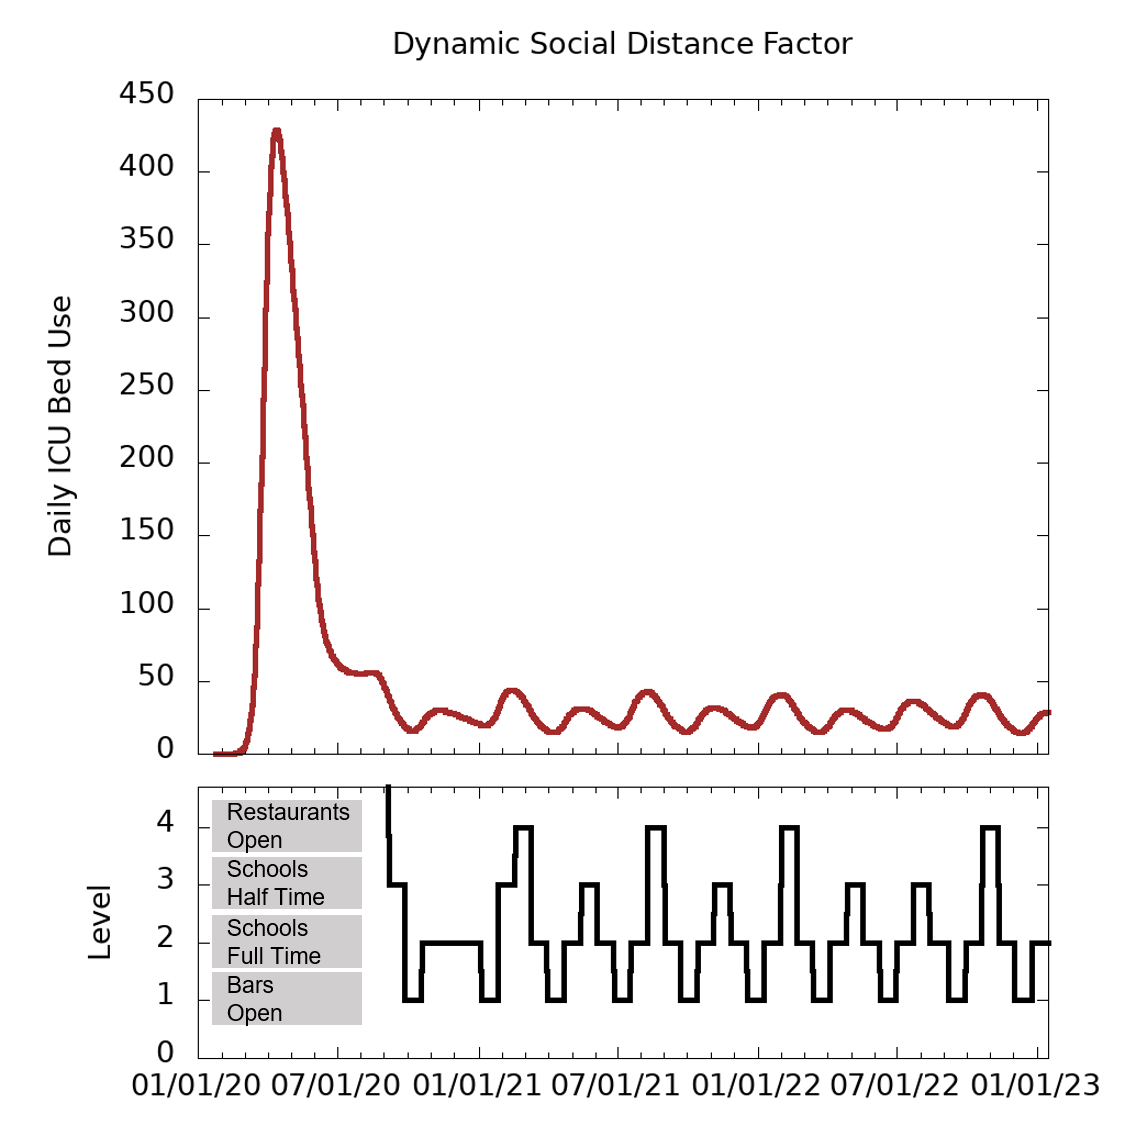 Dynamic Social Distance Factor
450
400
350
300
250
200
150
100
50
0
Daily ICU Bed Use
4
3
2
1
0
Level
Restaurants
Open
Schools
Half Time
Schools
Full Time
Bars
Open
01/01/20 07/01/20 01/01/21 07/01/21 01/01/22 07/01/22 01/01/23